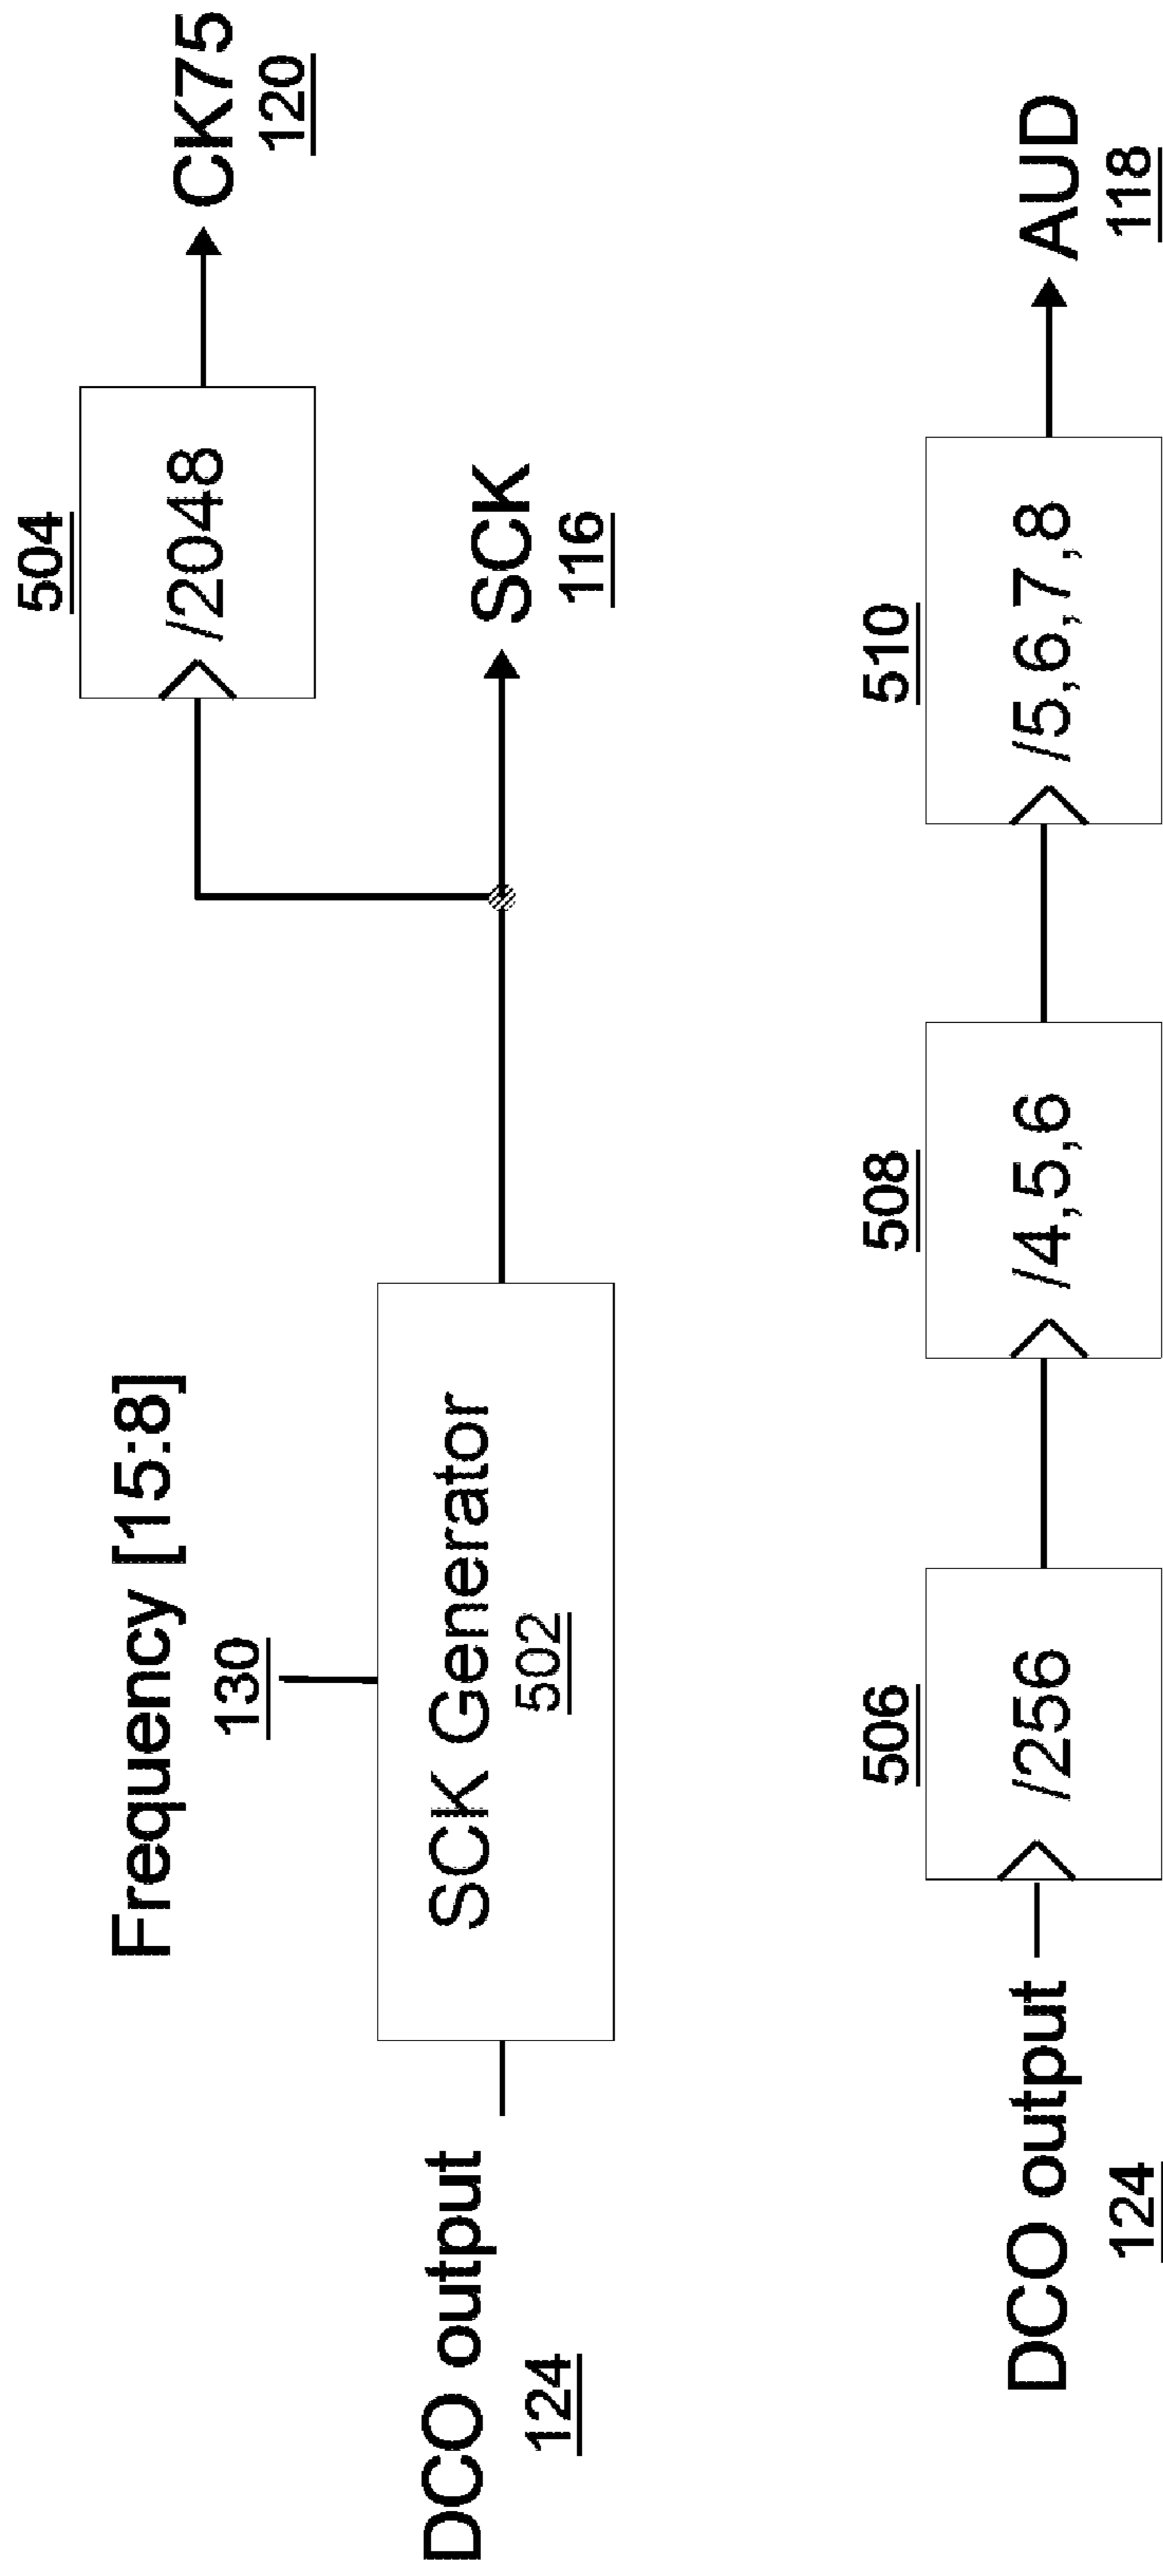 Frequency [15:8]
130
DCO output
124
SCK Generator
502
504
/2048
CK75
120
SCK
116
DCO output
124
506
/256
508
/4,5,6
510
/5,6,7,8
AUD
118